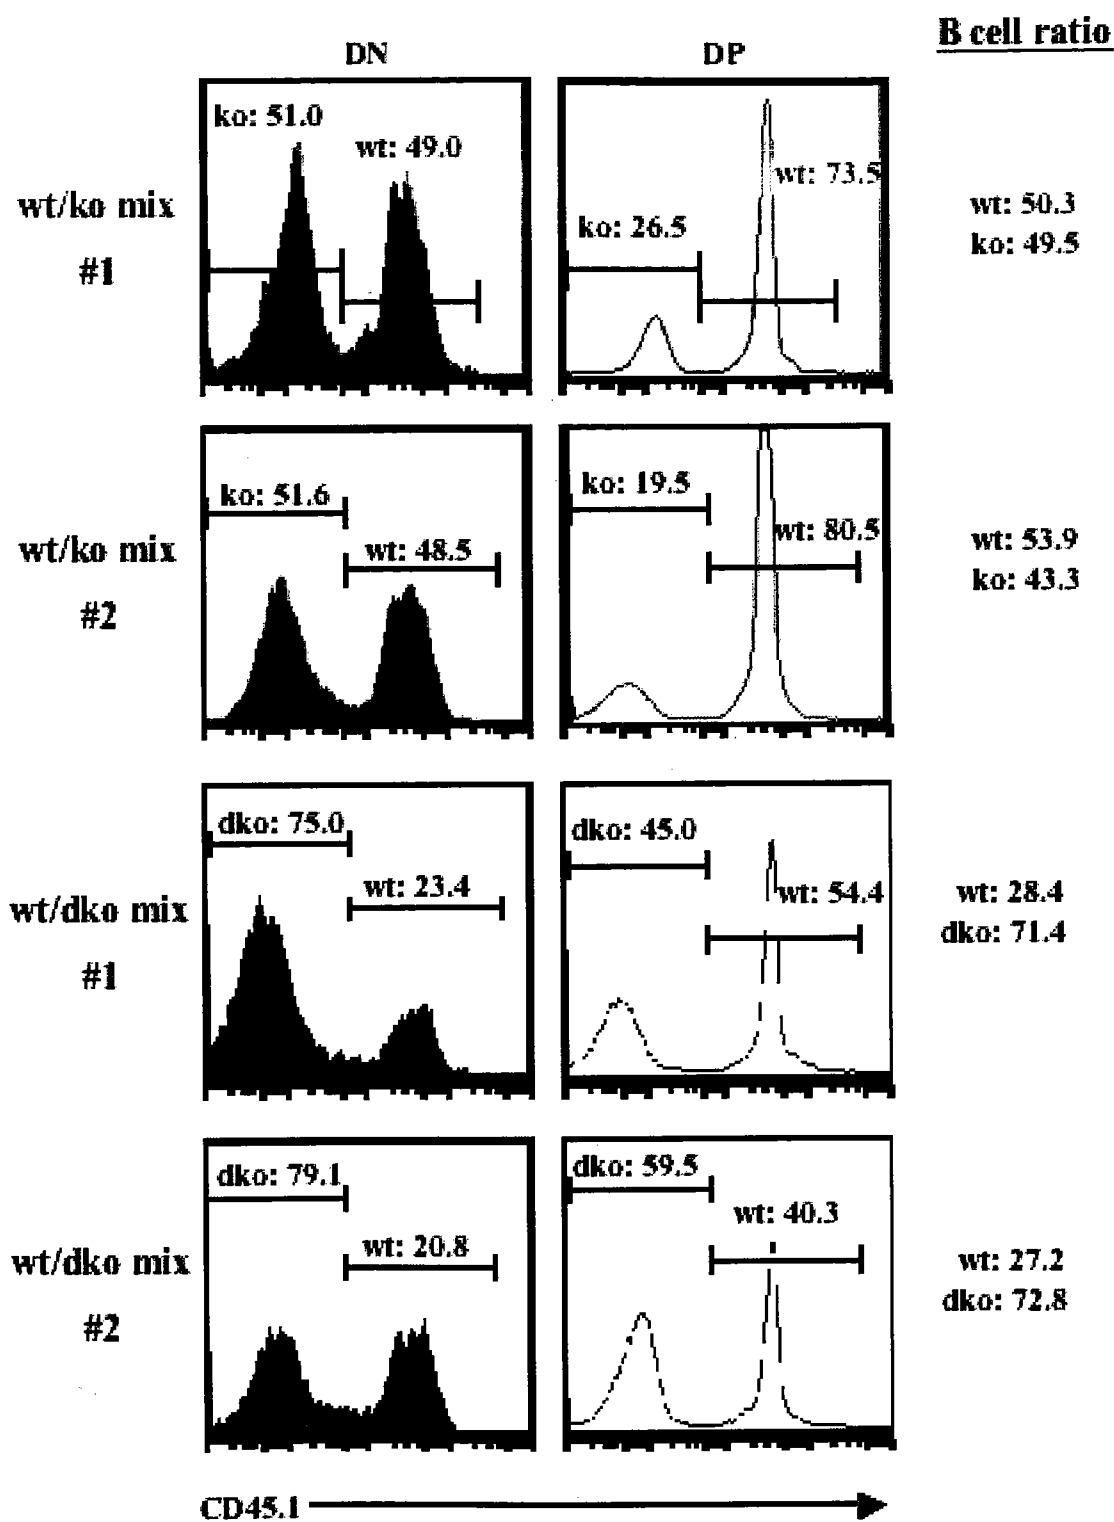 B cell ratio
DN
DP
ko: 51.0
wt: 49.0
wt: 73.5
ko: 26.5
wt/ko mix
#1
wt: 50.3
ko: 49.5
ko: 51.6
wt: 48.5
ko: 19.5
wt: 80.5
wt/ko mix
#2
wt: 53.9
ko: 43.3
dko: 75.0
wt: 23.4
dko: 45.0
wt: 54.4
wt/dko mix
#1
wt: 28.4
dko: 71.4
dko: 79.1
wt: 20.8
dko: 59.5
wt: 40.3
wt/dko mix
#2
wt: 27.2
dko: 72.8
CD45.1